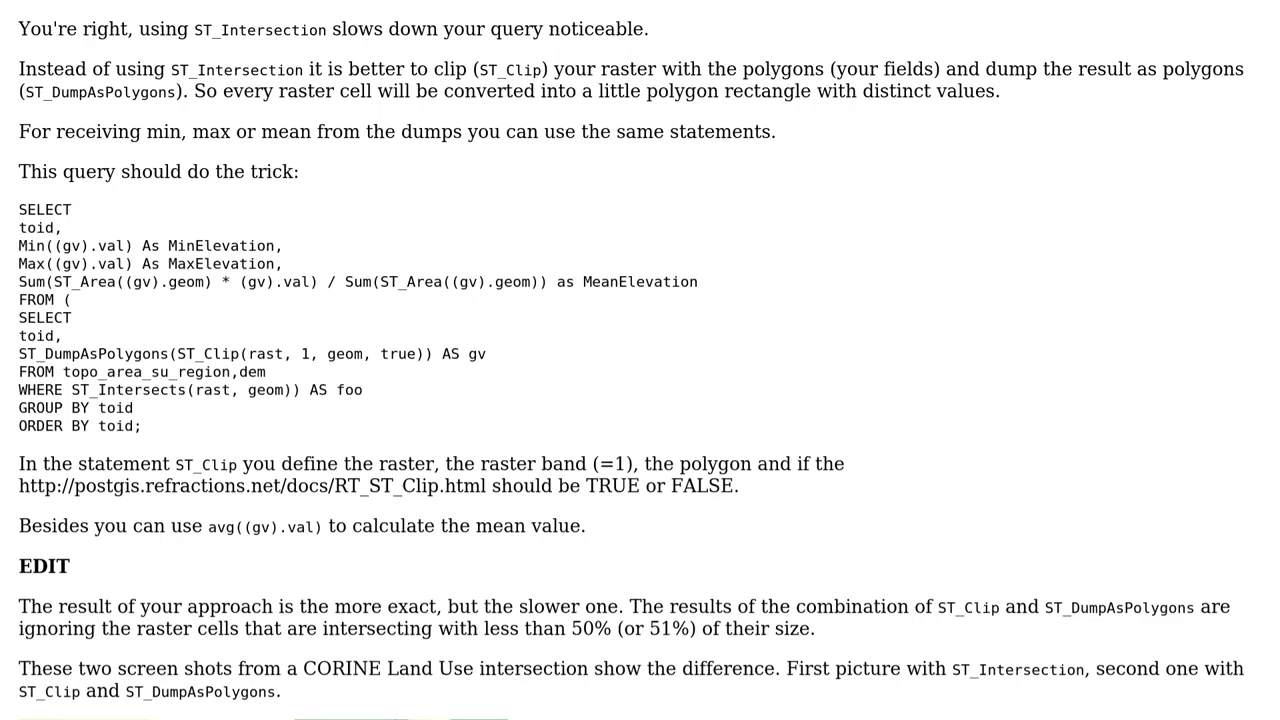 You're right, using ST_Intersection slows down your query noticeable.
Instead of using ST_Intersection it is better to clip (ST_Clip) your raster with the polygons (your fields) and dump the result as polygons
(ST_DumpAsPolygons). So every raster cell will be converted into a little polygon rectangle with distinct values.
For receiving min, max or mean from the dumps you can use the same statements.
This query should do the trick:
SELECT
toid,
Min((gv).val) As MinElevation,
Max((gv).val) As MaxElevation,
Sum(ST_Area((gv).geom) * (gv).val) / Sum(ST_Area((gv).geom)) as MeanElevation
FROM (
SELECT
toid,
ST_DumpAsPolygons(ST_Clip(rast, 1, geom, true)) AS gv
FROM topo_area_su_region,dem
WHERE ST_Intersects(rast, geom)) AS foo
GROUP BY toid
ORDER BY toid;
In the statement ST_Clip you define the raster, the raster band (=1), the polygon and if the
http://postgis.refractions.net/docs/RT_ST_Clip.html should be TRUE or FALSE.
Besides you can use avg((gv).val) to calculate the mean value.
EDIT
The result of your approach is the more exact, but the slower one. The results of the combination of ST_Clip and ST_DumpAsPolygons are
ignoring the raster cells that are intersecting with less than 50% (or 51%) of their size.
These two screen shots from a CORINE Land Use intersection show the difference. First picture with ST_Intersection, second one with
ST_Clip and ST_DumpAsPolygons.